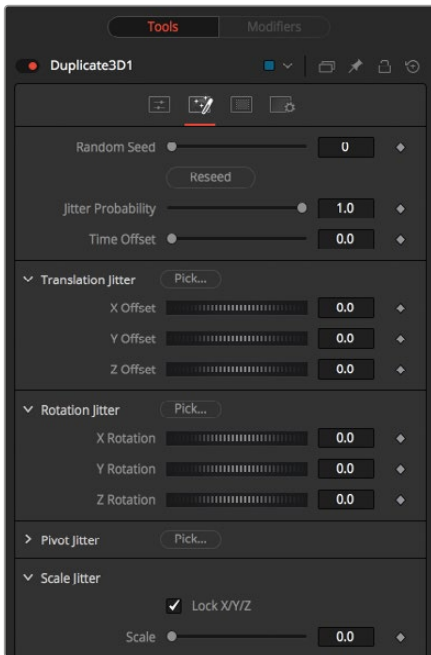 Tools Modifiers
Duplicate3D1
Random Seed 0
Reseed
Jitter Probability 1.0
Time Offset 0.0
Translation Jitter Pick...
X Offset 0.0
Y Offset 0.0
Z Offset 0.0
Rotation Jitter Pick...
X Rotation 0.0
Y Rotation 0.0
Z Rotation 0.0
Pivot Jitter Pick...
Scale Jitter
Lock X/Y/Z
Scale 0.0